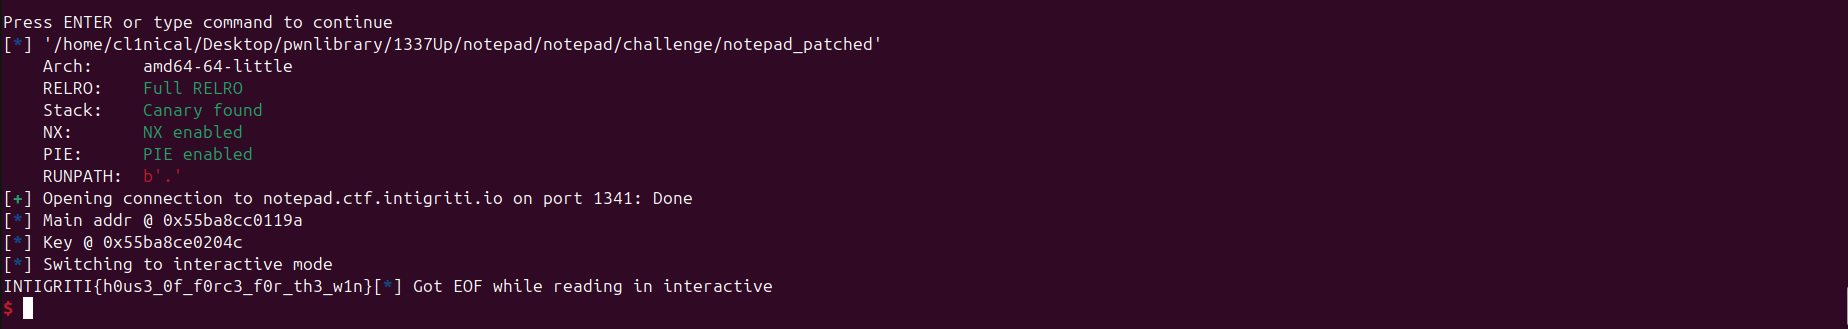 Press ENTER or type command to continue
[*] '/home/cl1nical/Desktop/pwnlibrary/1337Up/notepad/notepad/challenge/notepad_patched'
    Arch:     amd64-64-little
    RELRO:    Full RELRO
    Stack:    Canary found
    NX:       NX enabled
    PIE:      PIE enabled
    RUNPATH:  b'.'
[+] Opening connection to notepad.ctf.intigriti.io on port 1341: Done
[*] Main addr @ 0x55ba8cc0119a
[*] Key @ 0x55ba8ce0204c
[*] Switching to interactive mode
INTIGRITI{h0us3_0f_f0rc3_f0r_th3_w1n}[*] Got EOF while reading in interactive
$